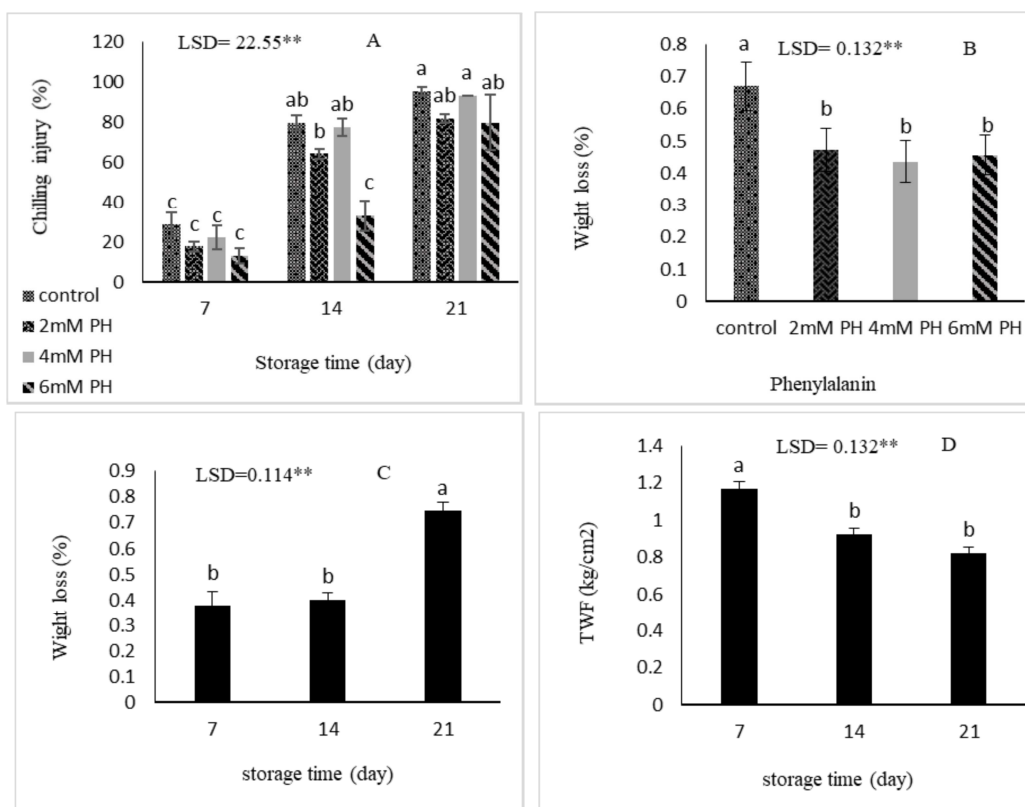 LSD= 22.55** A
120
100
80
60
40
20
0
Chilling injury (%)
c c c c ab b ab c a ab a ab
7 14 21
Storage time (day)
control
2mM PH
4mM PH
6mM PH
LSD= 0.132** B
0.8
0.7
0.6
0.5
0.4
0.3
0.2
0.1
0
Wight loss (%)
a b b b
control 2mM PH 4mM PH 6mM PH
Phenylalanin
LSD=0.114** C
0.9
0.8
0.7
0.6
0.5
0.4
0.3
0.2
0.1
0
Wight loss (%)
b b a
7 14 21
storage time (day)
LSD= 0.132** D
1.4
1.2
1
0.8
0.6
0.4
0.2
0
TWF (kg/cm2)
a b b
7 14 21
storage time (day)